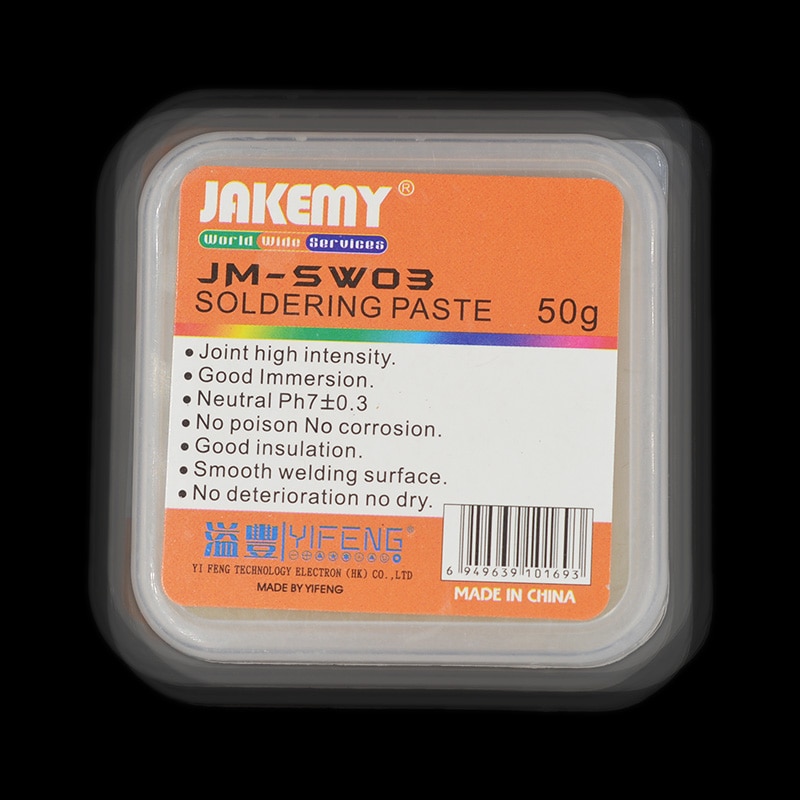 JAKEMY®
World Wide Services
JM-SW03
SOLDERING PASTE 50g
• Joint high intensity.
• Good Immersion.
• Neutral Ph7±0.3
• No poison No corrosion.
• Good insulation.
• Smooth welding surface.
• No deterioration no dry.
溢豐 YIFENG®
YI FENG TECHNOLOGY ELECTRON (HK) CO.,LTD
MADE BY YIFENG
6 949639 101693
MADE IN CHINA